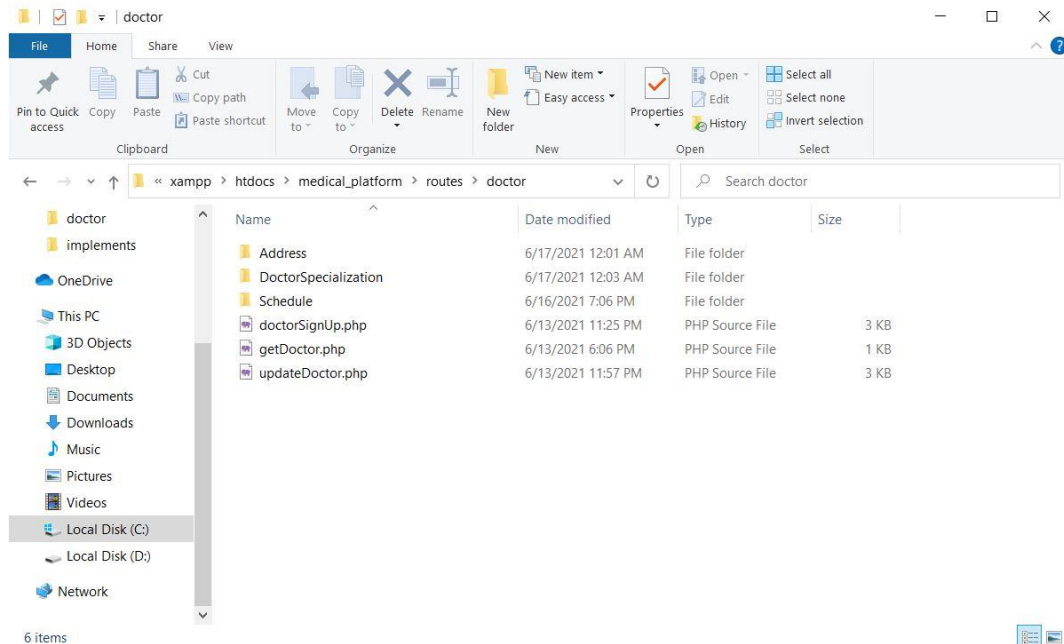 doctor
File Home Share View
Pin to Quick access
Copy
Paste
Cut
Copy path
Paste shortcut
Clipboard
Move to
Copy to
Delete
Rename
Organize
New folder
New item
Easy access
New
Properties
Open
Edit
History
Open
Select all
Select none
Invert selection
Select
« xampp > htdocs > medical_platform > routes > doctor
Search doctor
doctor
implements
OneDrive
This PC
3D Objects
Desktop
Documents
Downloads
Music
Pictures
Videos
Local Disk (C:)
Local Disk (D:)
Network
Name Date modified Type Size
Address 6/17/2021 12:01 AM File folder
DoctorSpecialization 6/17/2021 12:03 AM File folder
Schedule 6/16/2021 7:06 PM File folder
doctorSignUp.php 6/13/2021 11:25 PM PHP Source File 3 KB
getDoctor.php 6/13/2021 6:06 PM PHP Source File 1 KB
updateDoctor.php 6/13/2021 11:57 PM PHP Source File 3 KB
6 items